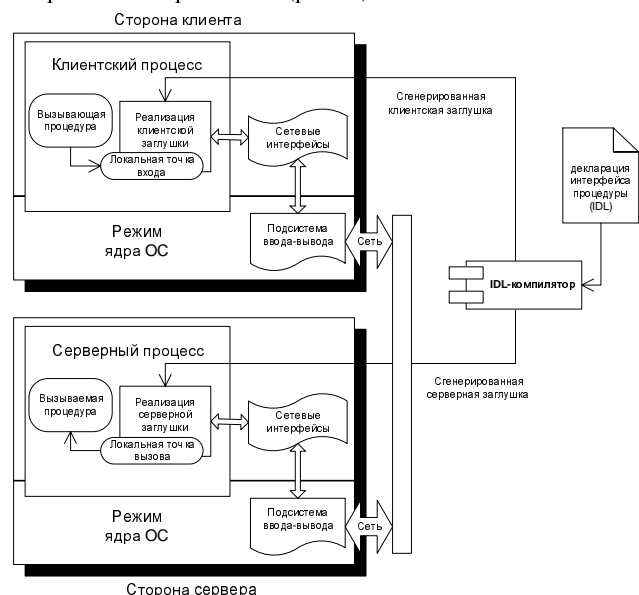 Сторона клиента
Клиентский процесс
Вызывающая
процедура
Реализация
клиентской
заглушки
Локальная точка
входа
Сетевые
интерфейсы
Режим
ядра ОС
Подсистема
ввода-вывода
Сеть
Сгенерированная
клиентская заглушка
декларация
интерфейса
процедуры
(IDL)
IDL-компилятор
Серверный процесс
Вызываемая
процедура
Реализация
серверной
заглушки
Локальная точка
вызова
Сетевые
интерфейсы
Режим
ядра ОС
Подсистема
ввода-вывода
Сеть
Сгенерированная
серверная заглушка
Сторона сервера